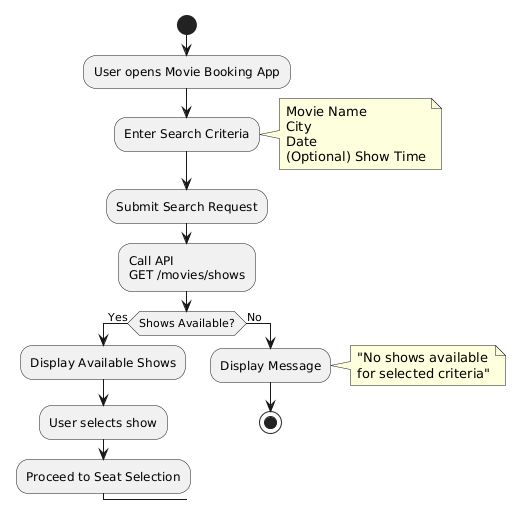 User opens Movie Booking App
Enter Search Criteria
Movie Name
City
Date
(Optional) Show Time
Submit Search Request
Call API
GET /movies/shows
Shows Available?
Yes
No
Display Available Shows
Display Message
"No shows available
for selected criteria"
User selects show
Proceed to Seat Selection